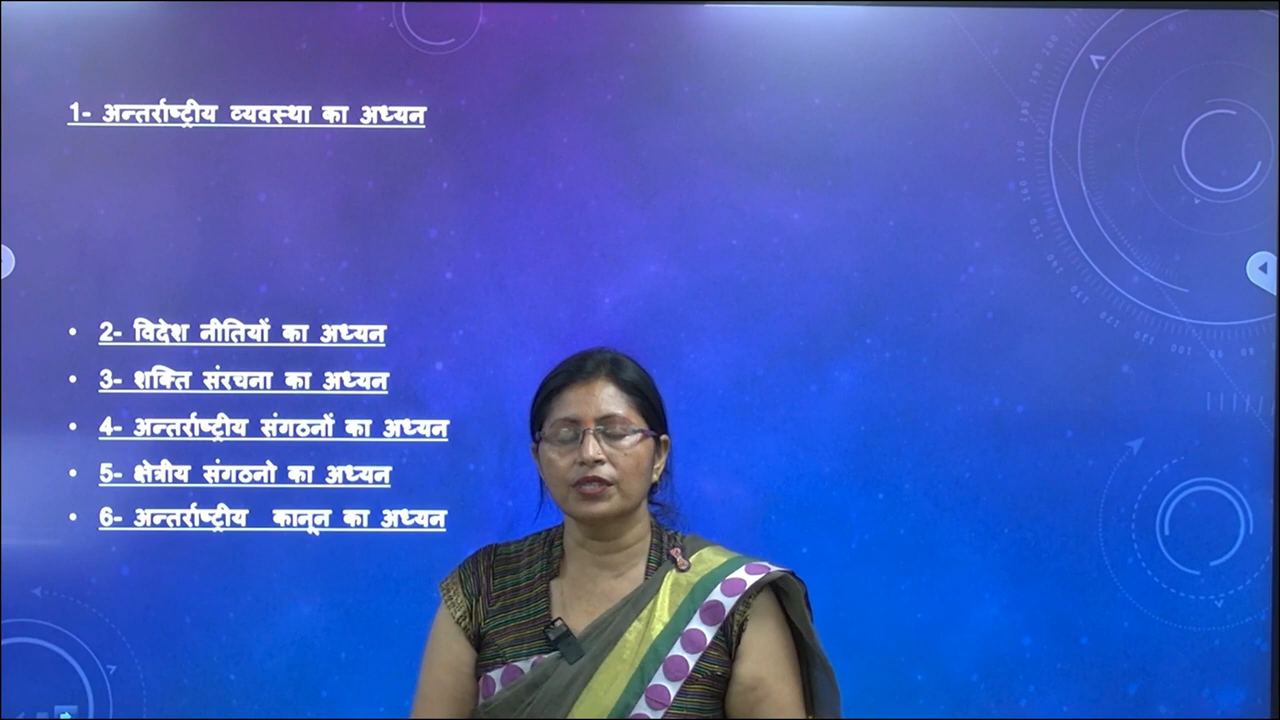 1- अन्तर्राष्ट्रीय व्यवस्था का अध्यन
• 2- विदेश नीतियों का अध्यन
• 3- शक्ति संरचना का अध्यन
• 4- अन्तर्राष्ट्रीय संगठनों का अध्यन
• 5- क्षेत्रीय संगठनो का अध्यन
• 6- अन्तर्राष्ट्रीय कानून का अध्यन